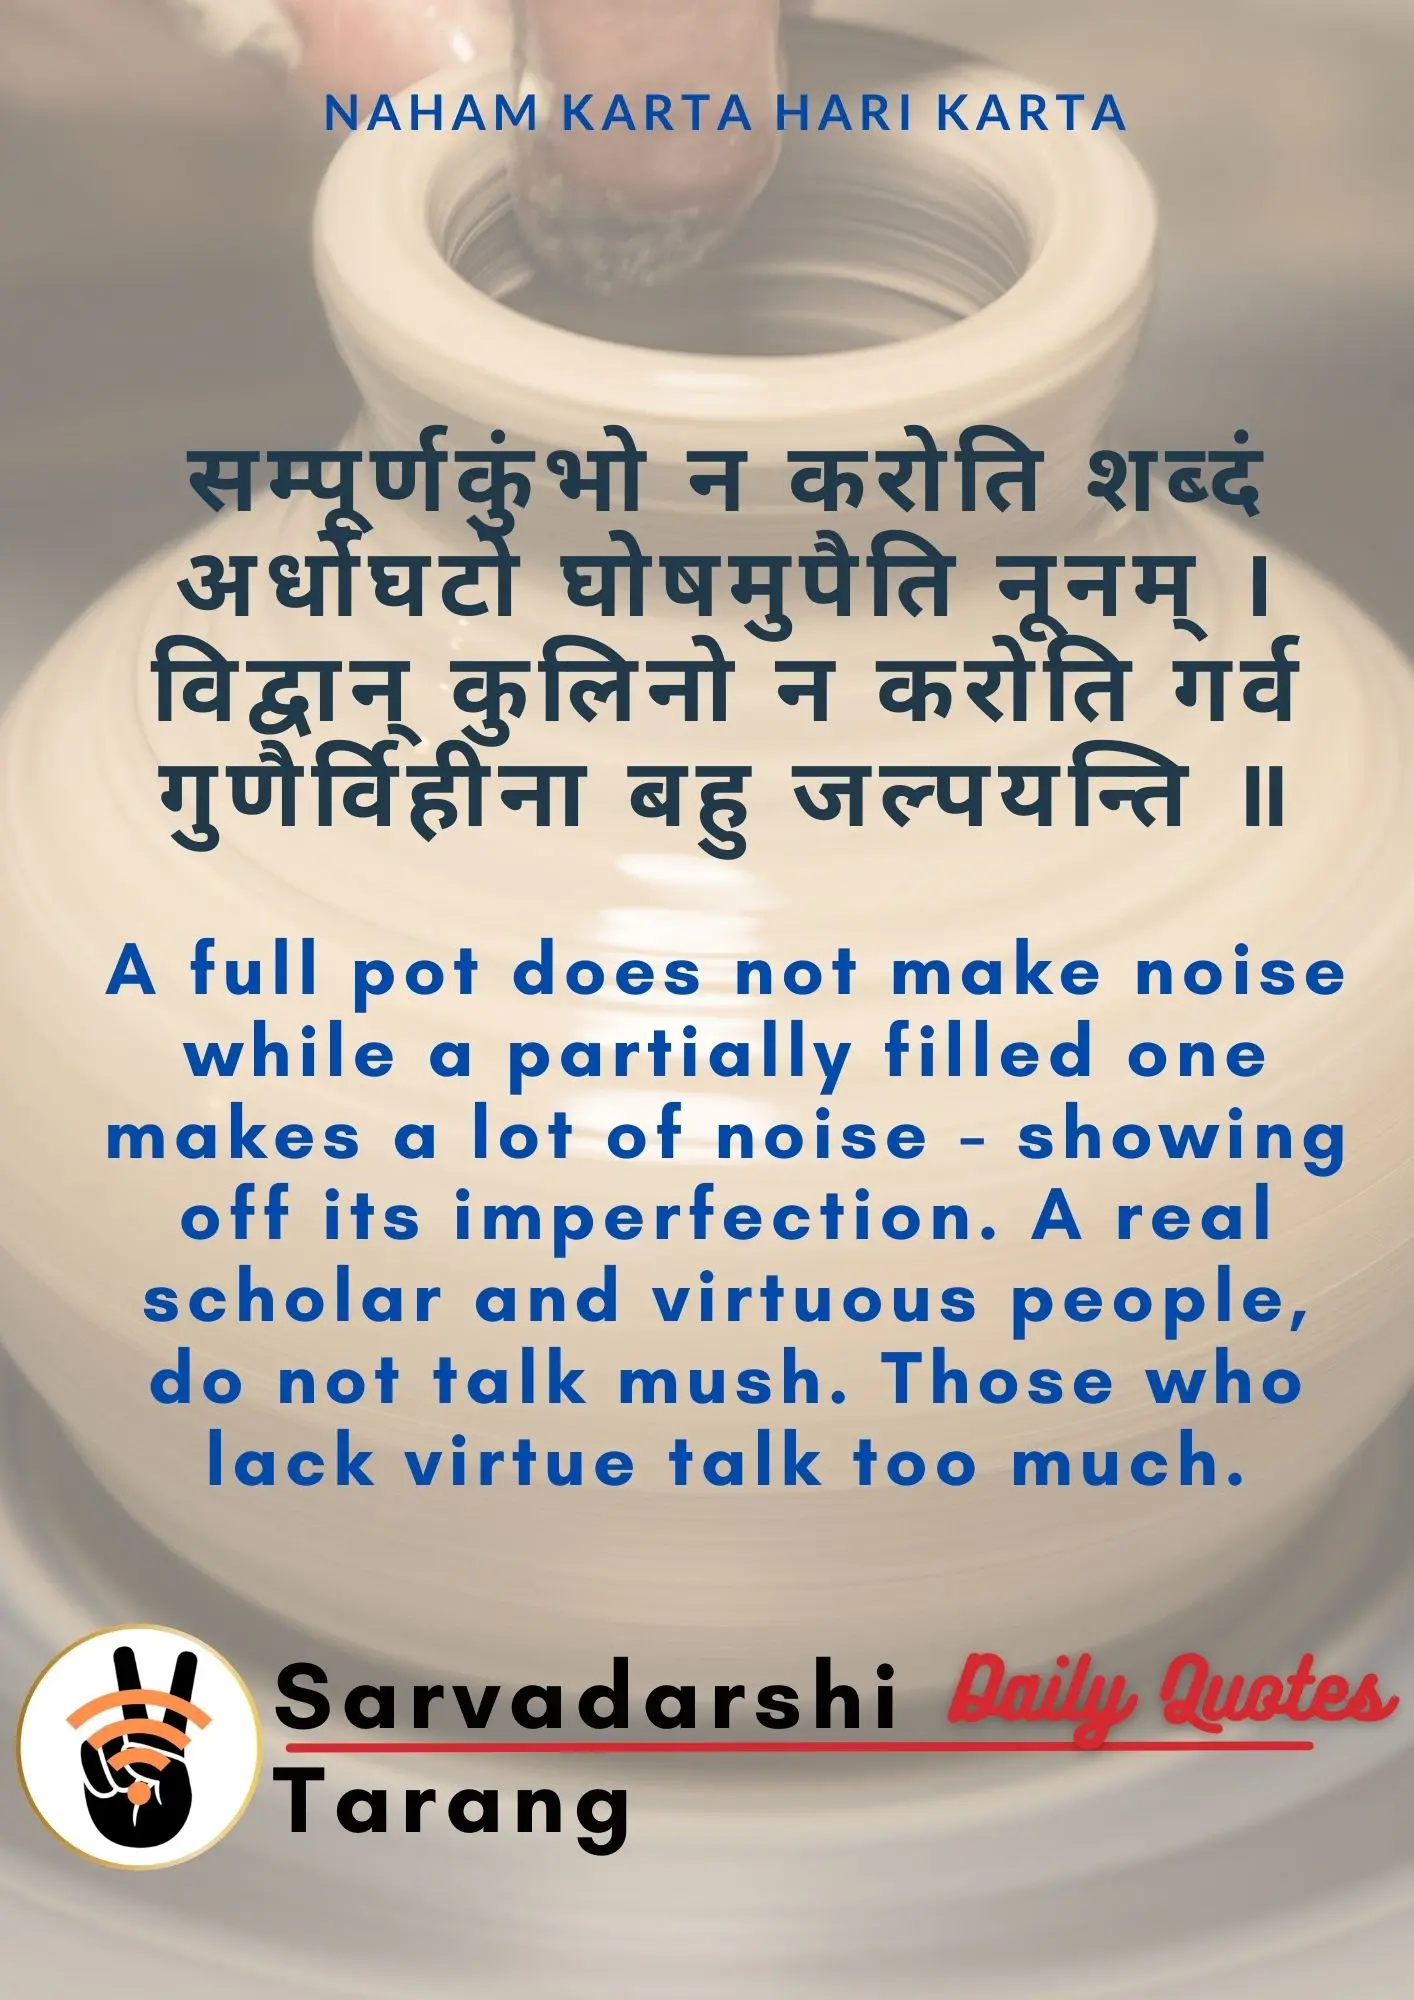 NAHAM KARTA HARI KARTA
सम्पूर्णकुंभो न करोति शब्दं
अर्धोघटो घोषमुपैति नूनम् ।
विद्वान् कुलिनो न करोति गर्व
गुणैर्विहीना बहु जल्पयन्ति ॥
A full pot does not make noise
while a partially filled one
makes a lot of noise - showing
off its imperfection. A real
scholar and virtuous people,
do not talk mush. Those who
lack virtue talk too much.
Sarvadarshi Daily Quotes
Tarang